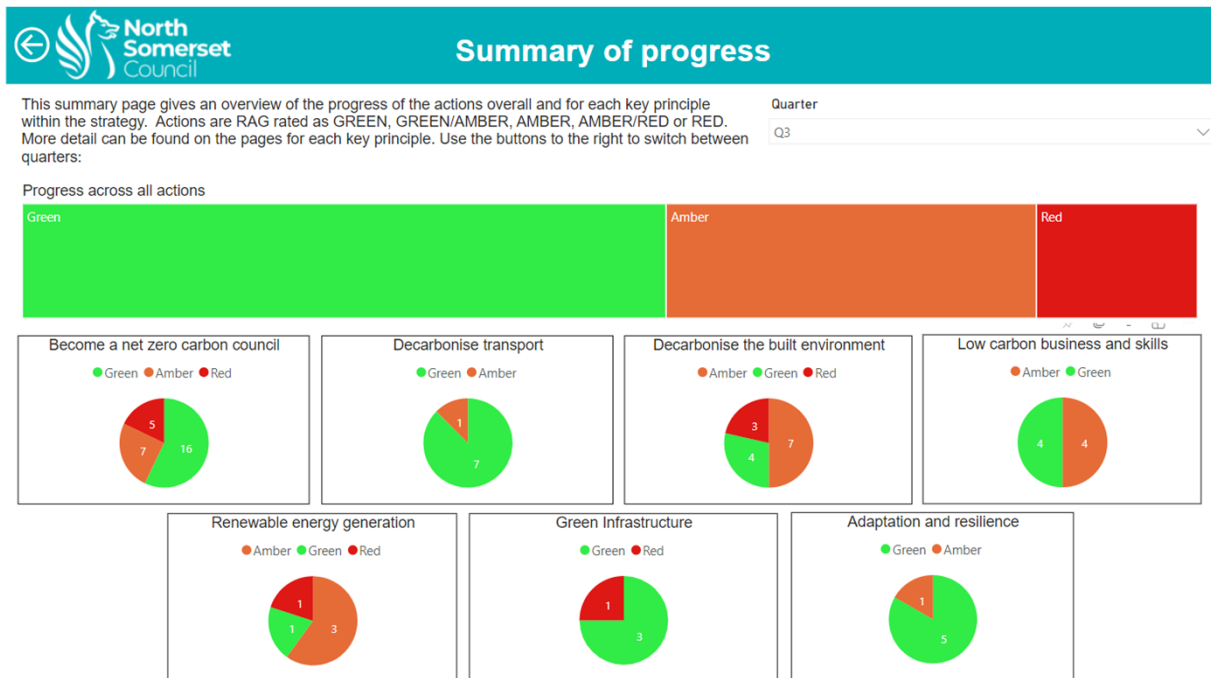 North
Somerset
Council
Summary of progress
This summary page gives an overview of the progress of the actions overall and for each key principle
within the strategy.  Actions are RAG rated as GREEN, GREEN/AMBER, AMBER, AMBER/RED or RED.
More detail can be found on the pages for each key principle. Use the buttons to the right to switch between
quarters:
Quarter
Q3
Progress across all actions
Green
Amber
Red
Become a net zero carbon council
Green Amber Red
5
7
16
Decarbonise transport
Green Amber
1
7
Decarbonise the built environment
Amber Green Red
3
4
7
Low carbon business and skills
Amber Green
4
4
Renewable energy generation
Amber Green Red
1
1
3
Green Infrastructure
Green Red
1
3
Adaptation and resilience
Green Amber
1
5